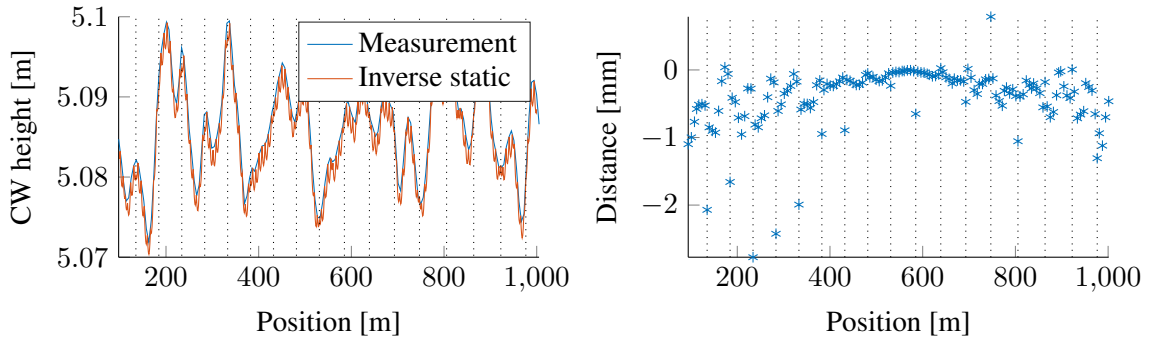 CW height [m]
5.1
5.09
5.08
5.07
Measurement
Inverse static
200
400
600
800
1,000
Position [m]
Distance [mm]
0
−1
−2
200
400
600
800
1,000
Position [m]